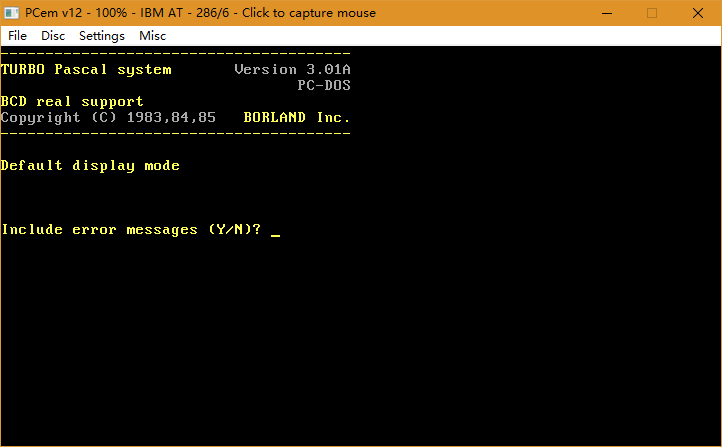 PCem v12 - 100% - IBM AT - 286/6 - Click to capture mouse
File Disc Settings Misc
---------------------------------------
TURBO Pascal system Version 3.01A
PC-DOS
BCD real support
Copyright (C) 1983,84,85 BORLAND Inc.
---------------------------------------
Default display mode
Include error messages (Y/N)? _